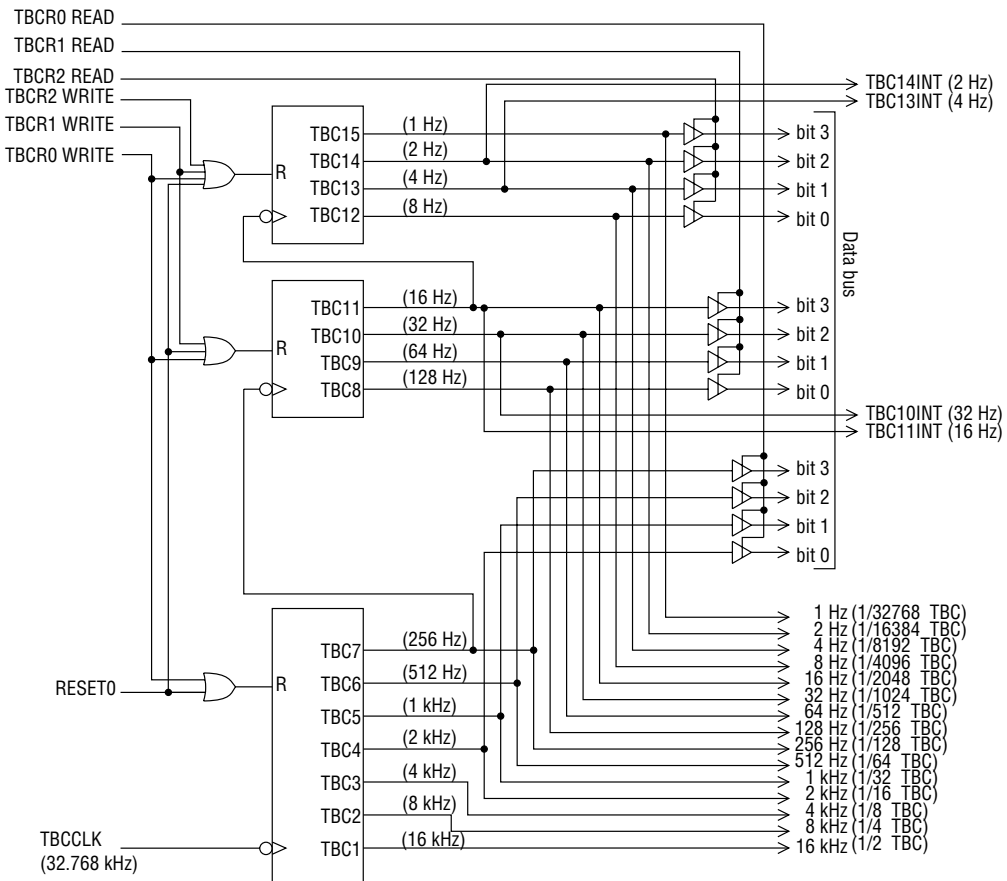 TBCR0 READ
TBCR1 READ
TBCR2 READ
TBCR2 WRITE
TBCR1 WRITE
TBCR0 WRITE
TBC14INT (2 Hz)
TBC13INT (4 Hz)
R
TBC15 (1 Hz) bit 3
TBC14 (2 Hz) bit 2
TBC13 (4 Hz) bit 1
TBC12 (8 Hz) bit 0
Data bus
R
TBC11 (16 Hz) bit 3
TBC10 (32 Hz) bit 2
TBC9 (64 Hz) bit 1
TBC8 (128 Hz) bit 0
TBC10INT (32 Hz)
TBC11INT (16 Hz)
bit 3
bit 2
bit 1
bit 0
RESET0
R
TBC7 (256 Hz)
TBC6 (512 Hz)
TBC5 (1 kHz)
TBC4 (2 kHz)
TBC3 (4 kHz)
TBC2 (8 kHz)
TBC1 (16 kHz)
TBCCLK
(32.768 kHz)
1 Hz (1/32768 TBC)
2 Hz (1/16384 TBC)
4 Hz (1/8192 TBC)
8 Hz (1/4096 TBC)
16 Hz (1/2048 TBC)
32 Hz (1/1024 TBC)
64 Hz (1/512 TBC)
128 Hz (1/256 TBC)
256 Hz (1/128 TBC)
512 Hz (1/64 TBC)
1 kHz (1/32 TBC)
2 kHz (1/16 TBC)
4 kHz (1/8 TBC)
8 kHz (1/4 TBC)
16 kHz (1/2 TBC)